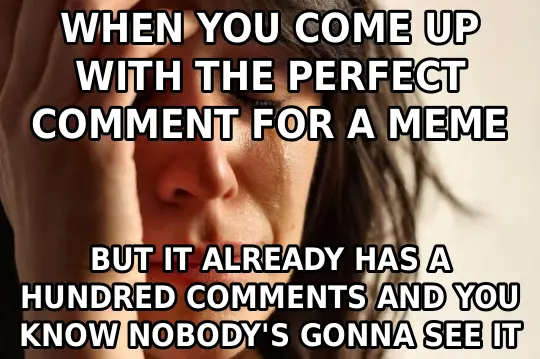 WHEN YOU COME UP
WITH THE PERFECT
COMMENT FOR A MEME
BUT IT ALREADY HAS A
HUNDRED COMMENTS AND YOU
KNOW NOBODY'S GONNA SEE IT